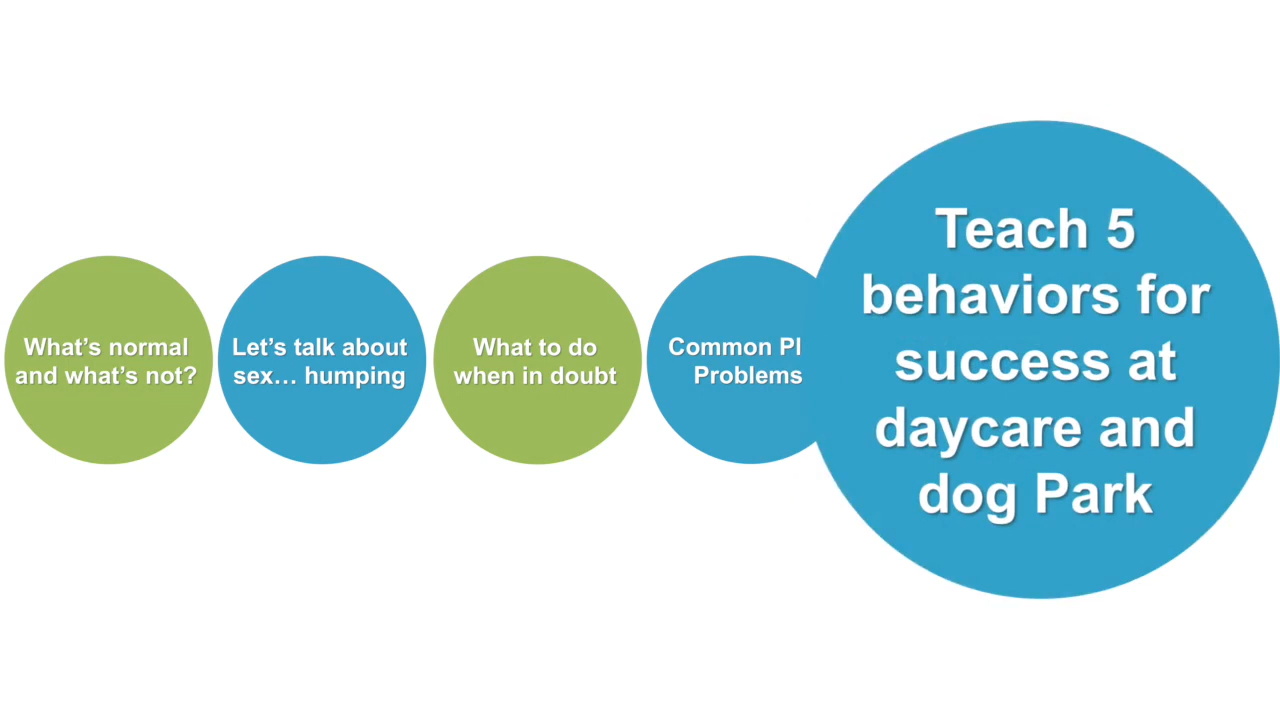 What's normal
and what's not?
Let's talk about
sex… humping
What to do
when in doubt
Common Pl
Problems
Teach 5
behaviors for
success at
daycare and
dog Park